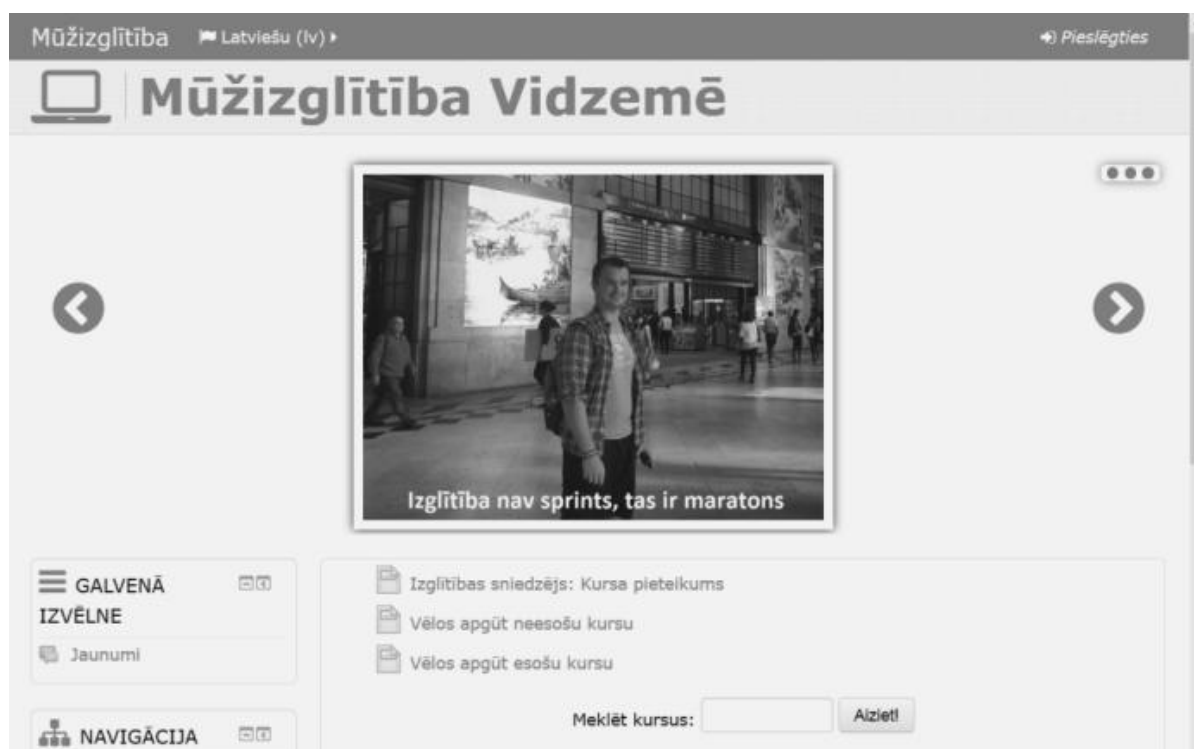 Mūžizglītība Latviešu (lv) Pieslēgties
Mūžizglītība Vidzemē
Izglītība nav sprints, tas ir maratons
GALVENĀ
IZVĒLNE
Jaunumi
NAVIGĀCIJA
Izglītības sniedzējs: Kursa pieteikums
Vēlos apgūt neesošu kursu
Vēlos apgūt esošu kursu
Meklēt kursus: Aiziet!